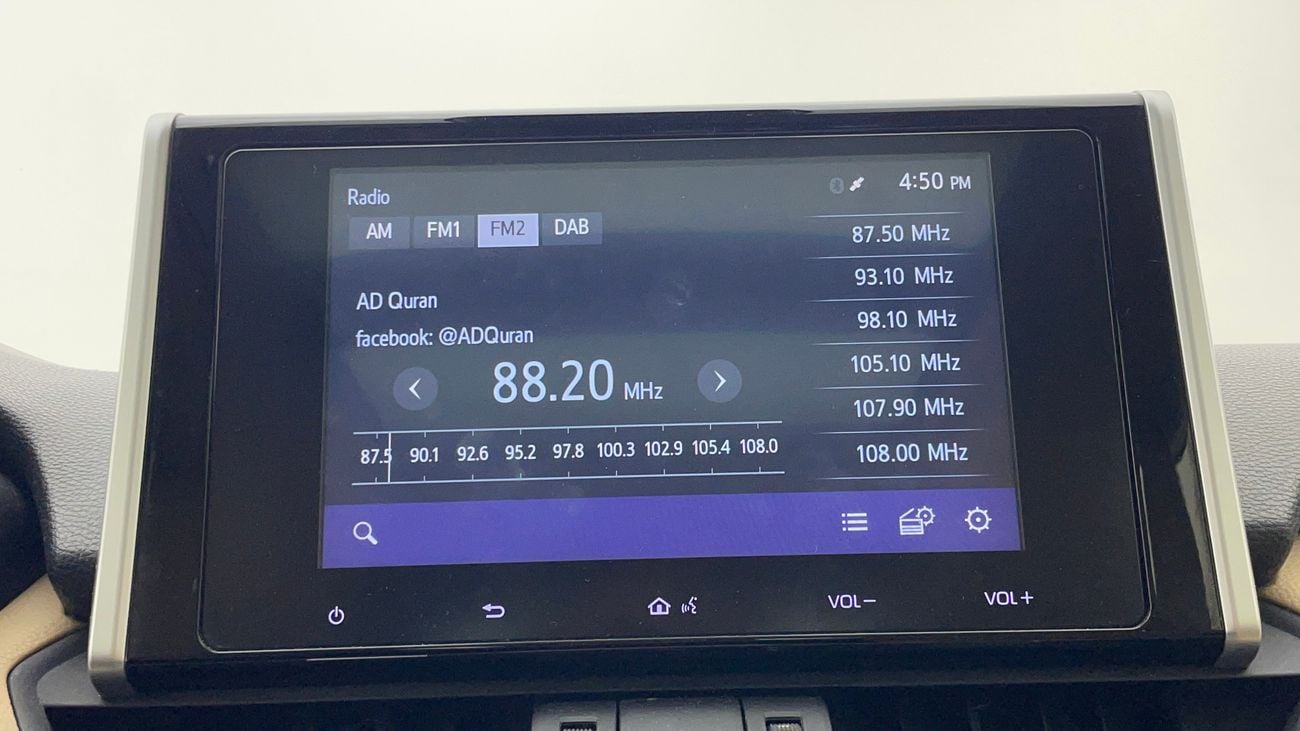 Radio
4:50 PM
AM FM1 FM2 DAB
AD Quran
facebook: @ADQuran
88.20 MHz
87.5 90.1 92.6 95.2 97.8 100.3 102.9 105.4 108.0
87.50 MHz
93.10 MHz
98.10 MHz
105.10 MHz
107.90 MHz
108.00 MHz
VOL− VOL+